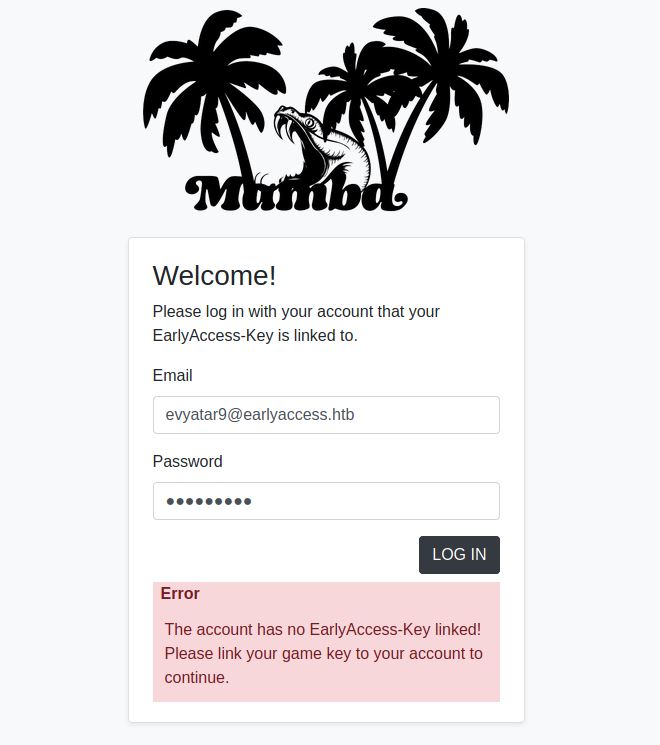 Mamba
Welcome!
Please log in with your account that your
EarlyAccess-Key is linked to.
Email
evyatar9@earlyaccess.htb
Password
●●●●●●●●●
LOG IN
Error
The account has no EarlyAccess-Key linked!
Please link your game key to your account to
continue.